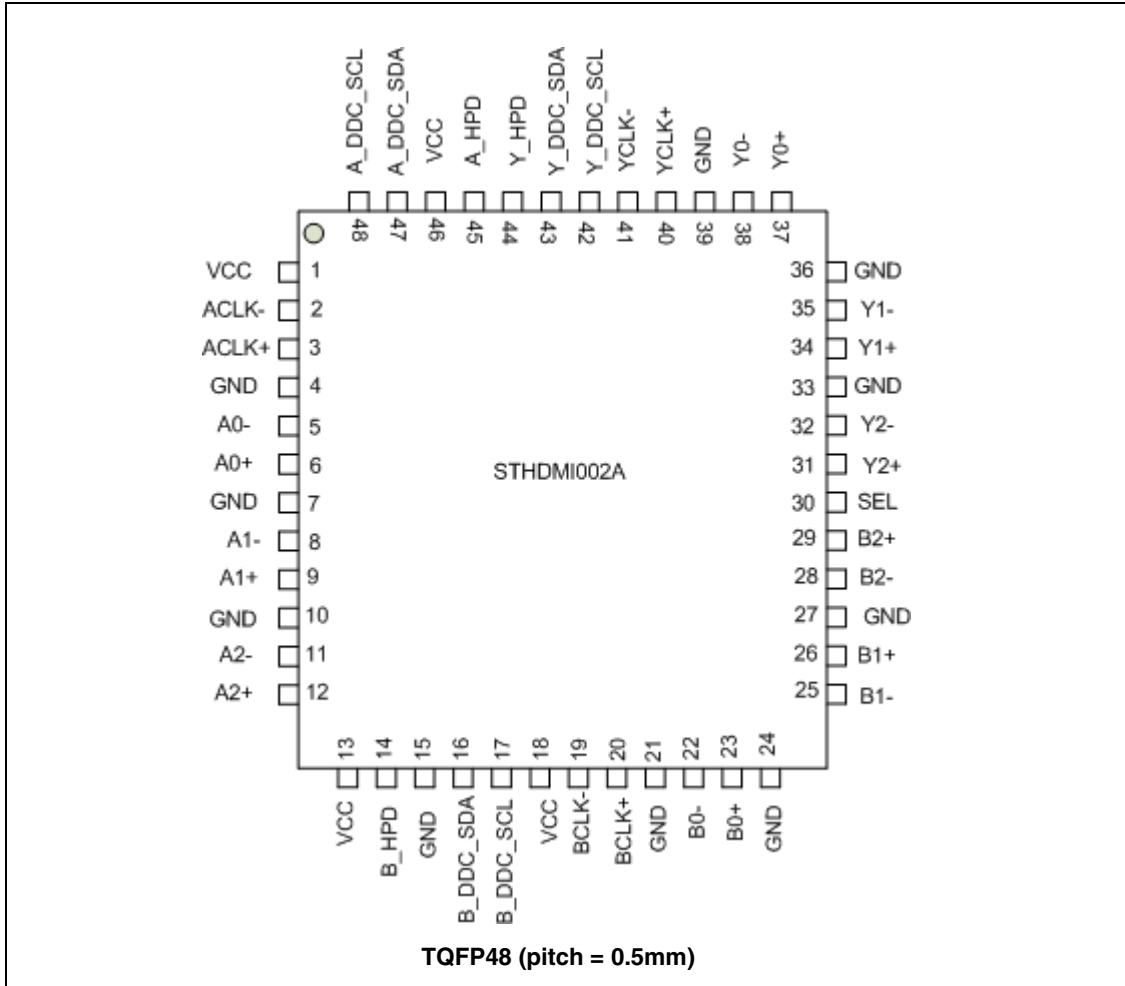 A_DDC_SCL
A_DDC_SDA
VCC
A_HPD
Y_HPD
Y_DDC_SDA
Y_DDC_SCL
YCLK-
YCLK+
GND
Y0-
Y0+
48 47 46 45 44 43 42 41 40 39 38 37
VCC 1 36 GND
ACLK- 2 35 Y1-
ACLK+ 3 34 Y1+
GND 4 33 GND
A0- 5 32 Y2-
A0+ 6 31 Y2+
STHDMI002A
GND 7 30 SEL
A1- 8 29 B2+
A1+ 9 28 B2-
GND 10 27 GND
A2- 11 26 B1+
A2+ 12 25 B1-
13 14 15 16 17 18 19 20 21 22 23 24
VCC
B_HPD
GND
B_DDC_SDA
B_DDC_SCL
VCC
BCLK-
BCLK+
GND
B0-
B0+
GND
TQFP48 (pitch = 0.5mm)